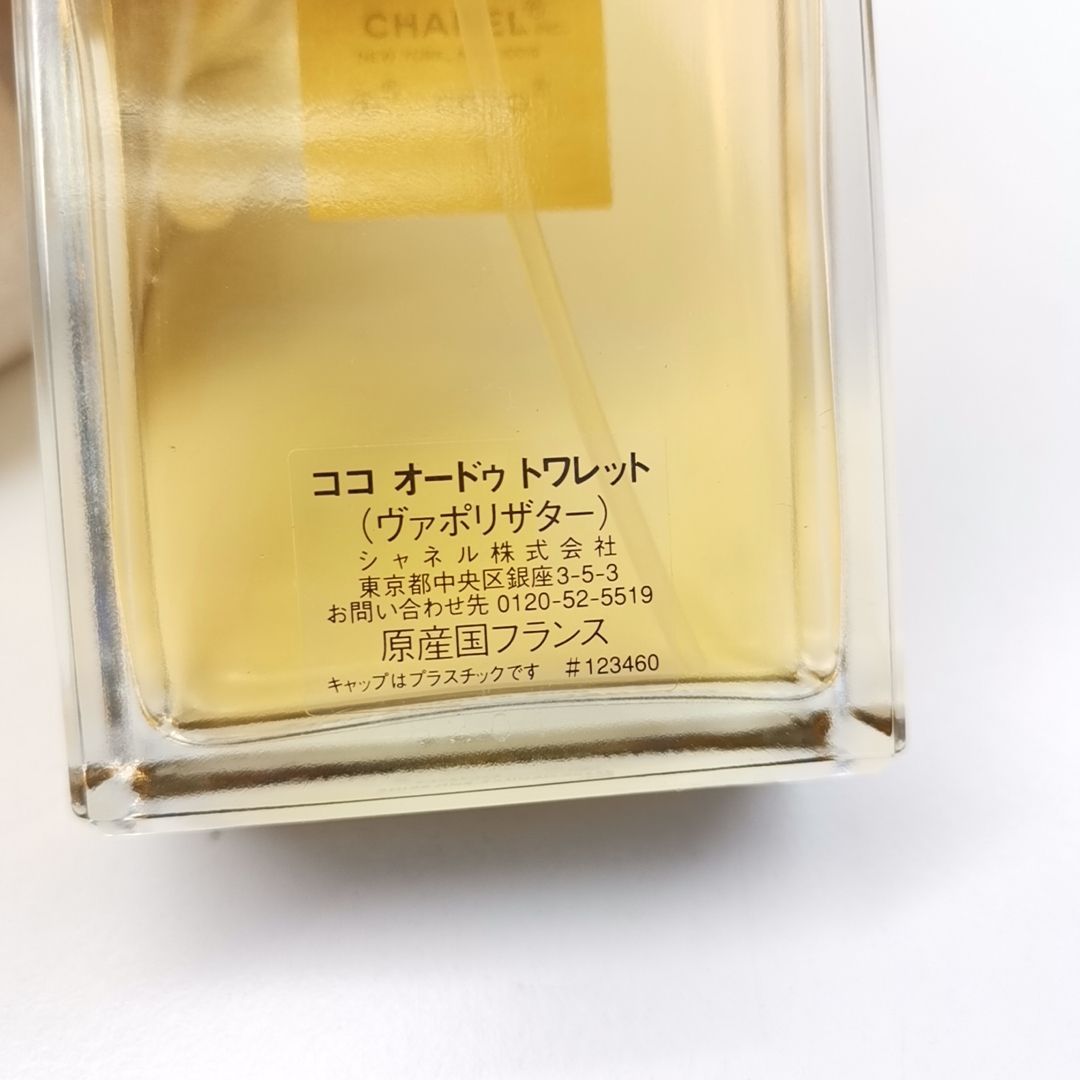 CHANEL
ココ オードゥ トワレット
(ヴァポリザター)
シャネル株式会社
東京都中央区銀座3-5-3
お問い合わせ先 0120-52-5519
原産国フランス
キャップはプラスチックです #123460